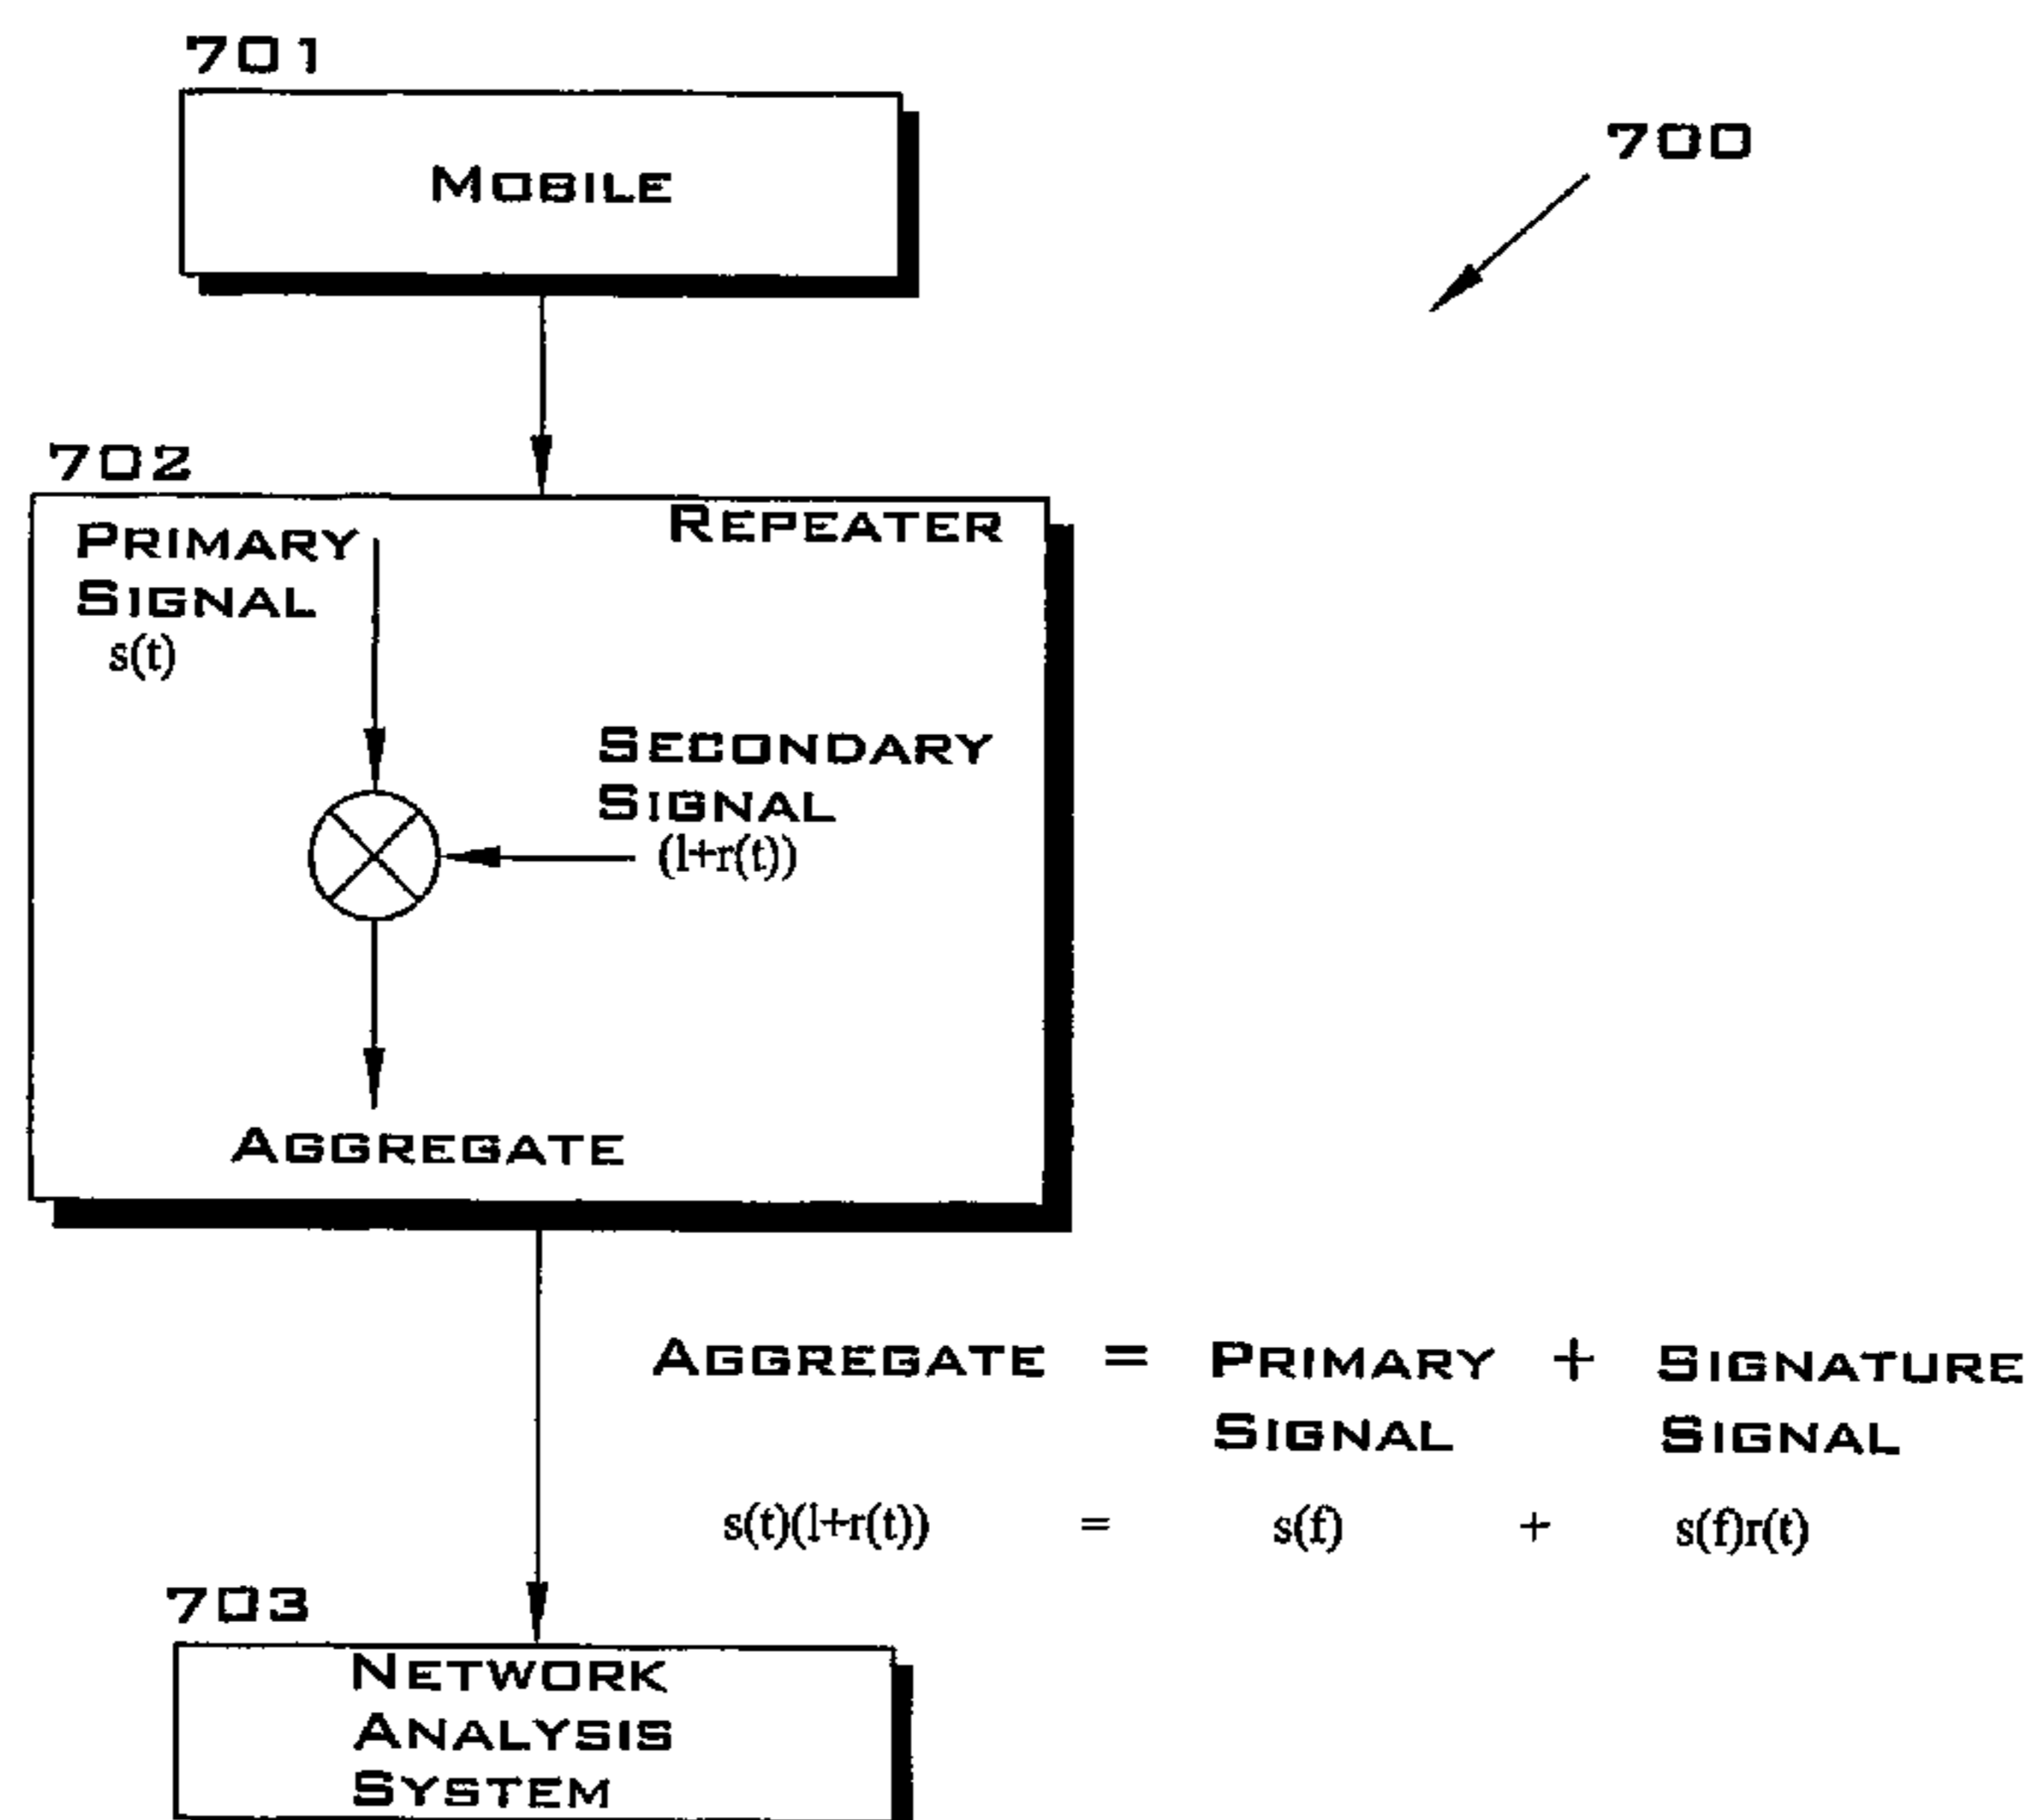 701
MOBILE
700
702
REPEATER
PRIMARY
SIGNAL
s(t)
SECONDARY
SIGNAL
(l+r(t))
AGGREGATE
AGGREGATE = PRIMARY + SIGNATURE
SIGNAL SIGNAL
s(t)(l+r(t)) = s(f) + s(f)r(t)
703
NETWORK
ANALYSIS
SYSTEM